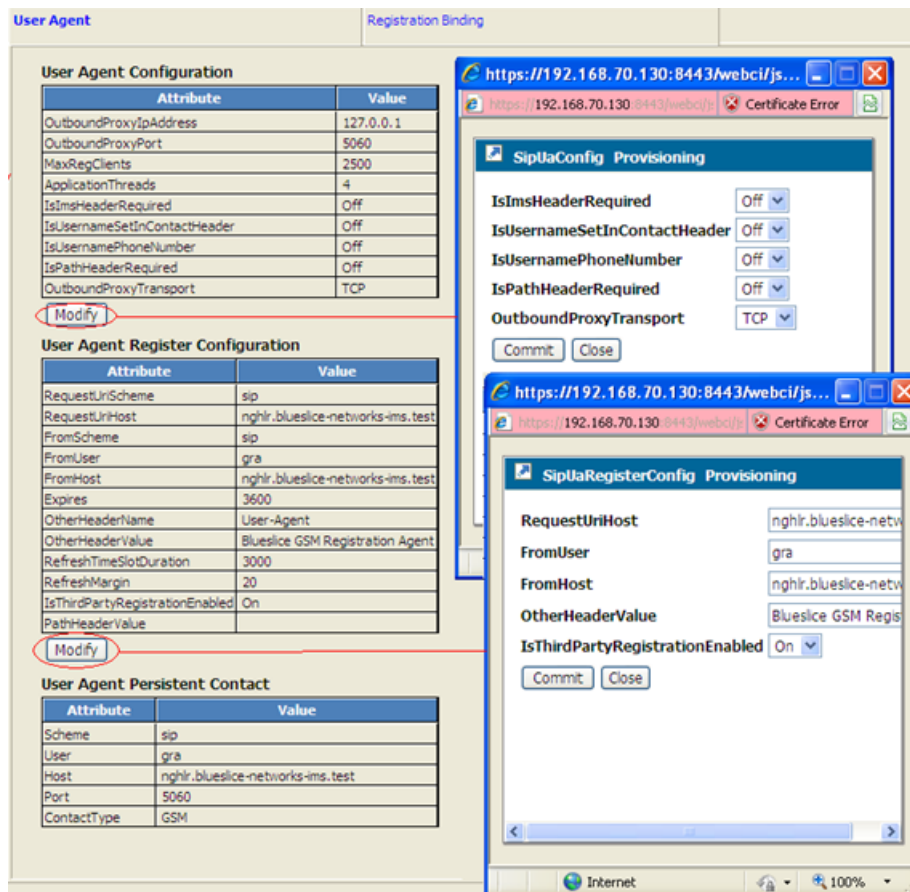 User Agent
Registration Binding
User Agent Configuration
Attribute Value
OutboundProxyIpAddress 127.0.0.1
OutboundProxyPort 5060
MaxRegClients 2500
ApplicationThreads 4
IsImsHeaderRequired Off
IsUsernameSetInContactHeader Off
IsUsernamePhoneNumber Off
IsPathHeaderRequired Off
OutboundProxyTransport TCP
Modify
User Agent Register Configuration
Attribute Value
RequestUriScheme sip
RequestUriHost nghlr.blueslice-networks-ims.test
FromScheme sip
FromUser gra
FromHost nghlr.blueslice-networks-ims.test
Expires 3600
OtherHeaderName User-Agent
OtherHeaderValue Blueslice GSM Registration Agent
RefreshTimeSlotDuration 3000
RefreshMargin 20
IsThirdPartyRegistrationEnabled On
PathHeaderValue
Modify
User Agent Persistent Contact
Attribute Value
Scheme sip
User gra
Host nghlr.blueslice-networks-ims.test
Port 5060
ContactType GSM
https://192.168.70.130:8443/webci/js...
https://192.168.70.130:8443/webci/j Certificate Error
SipUaConfig Provisioning
IsImsHeaderRequired Off
IsUsernameSetInContactHeader Off
IsUsernamePhoneNumber Off
IsPathHeaderRequired Off
OutboundProxyTransport TCP
Commit Close
https://192.168.70.130:8443/webci/js...
https://192.168.70.130:8443/webci/j Certificate Error
SipUaRegisterConfig Provisioning
RequestUriHost nghlr.blueslice-netw
FromUser gra
FromHost nghlr.blueslice-netw
OtherHeaderValue Blueslice GSM Regis
IsThirdPartyRegistrationEnabled On
Commit Close
Internet 100%